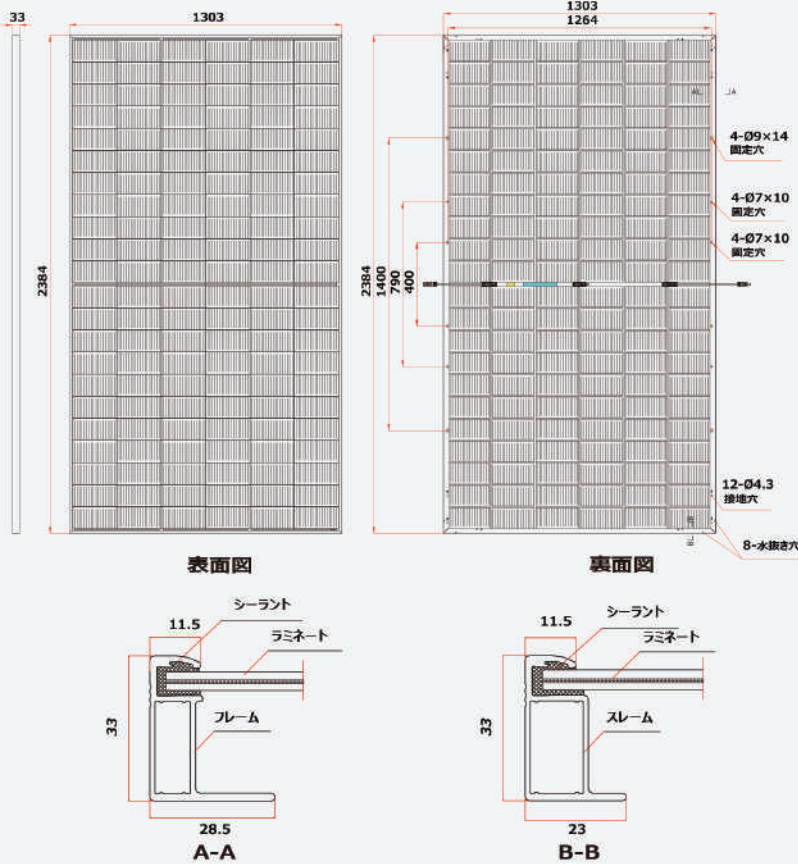 33
1303
2384
表面図
1303
1264
2384
1400
790
400
AL
JA
4-Ø9×14
固定穴
4-Ø7×10
固定穴
4-Ø7×10
固定穴
12-Ø4.3
接地穴
8-水抜き穴
裏面図
11.5
シーラント
ラミネート
33
フレーム
28.5
A-A
11.5
シーラント
ラミネート
33
スレーム
23
B-B